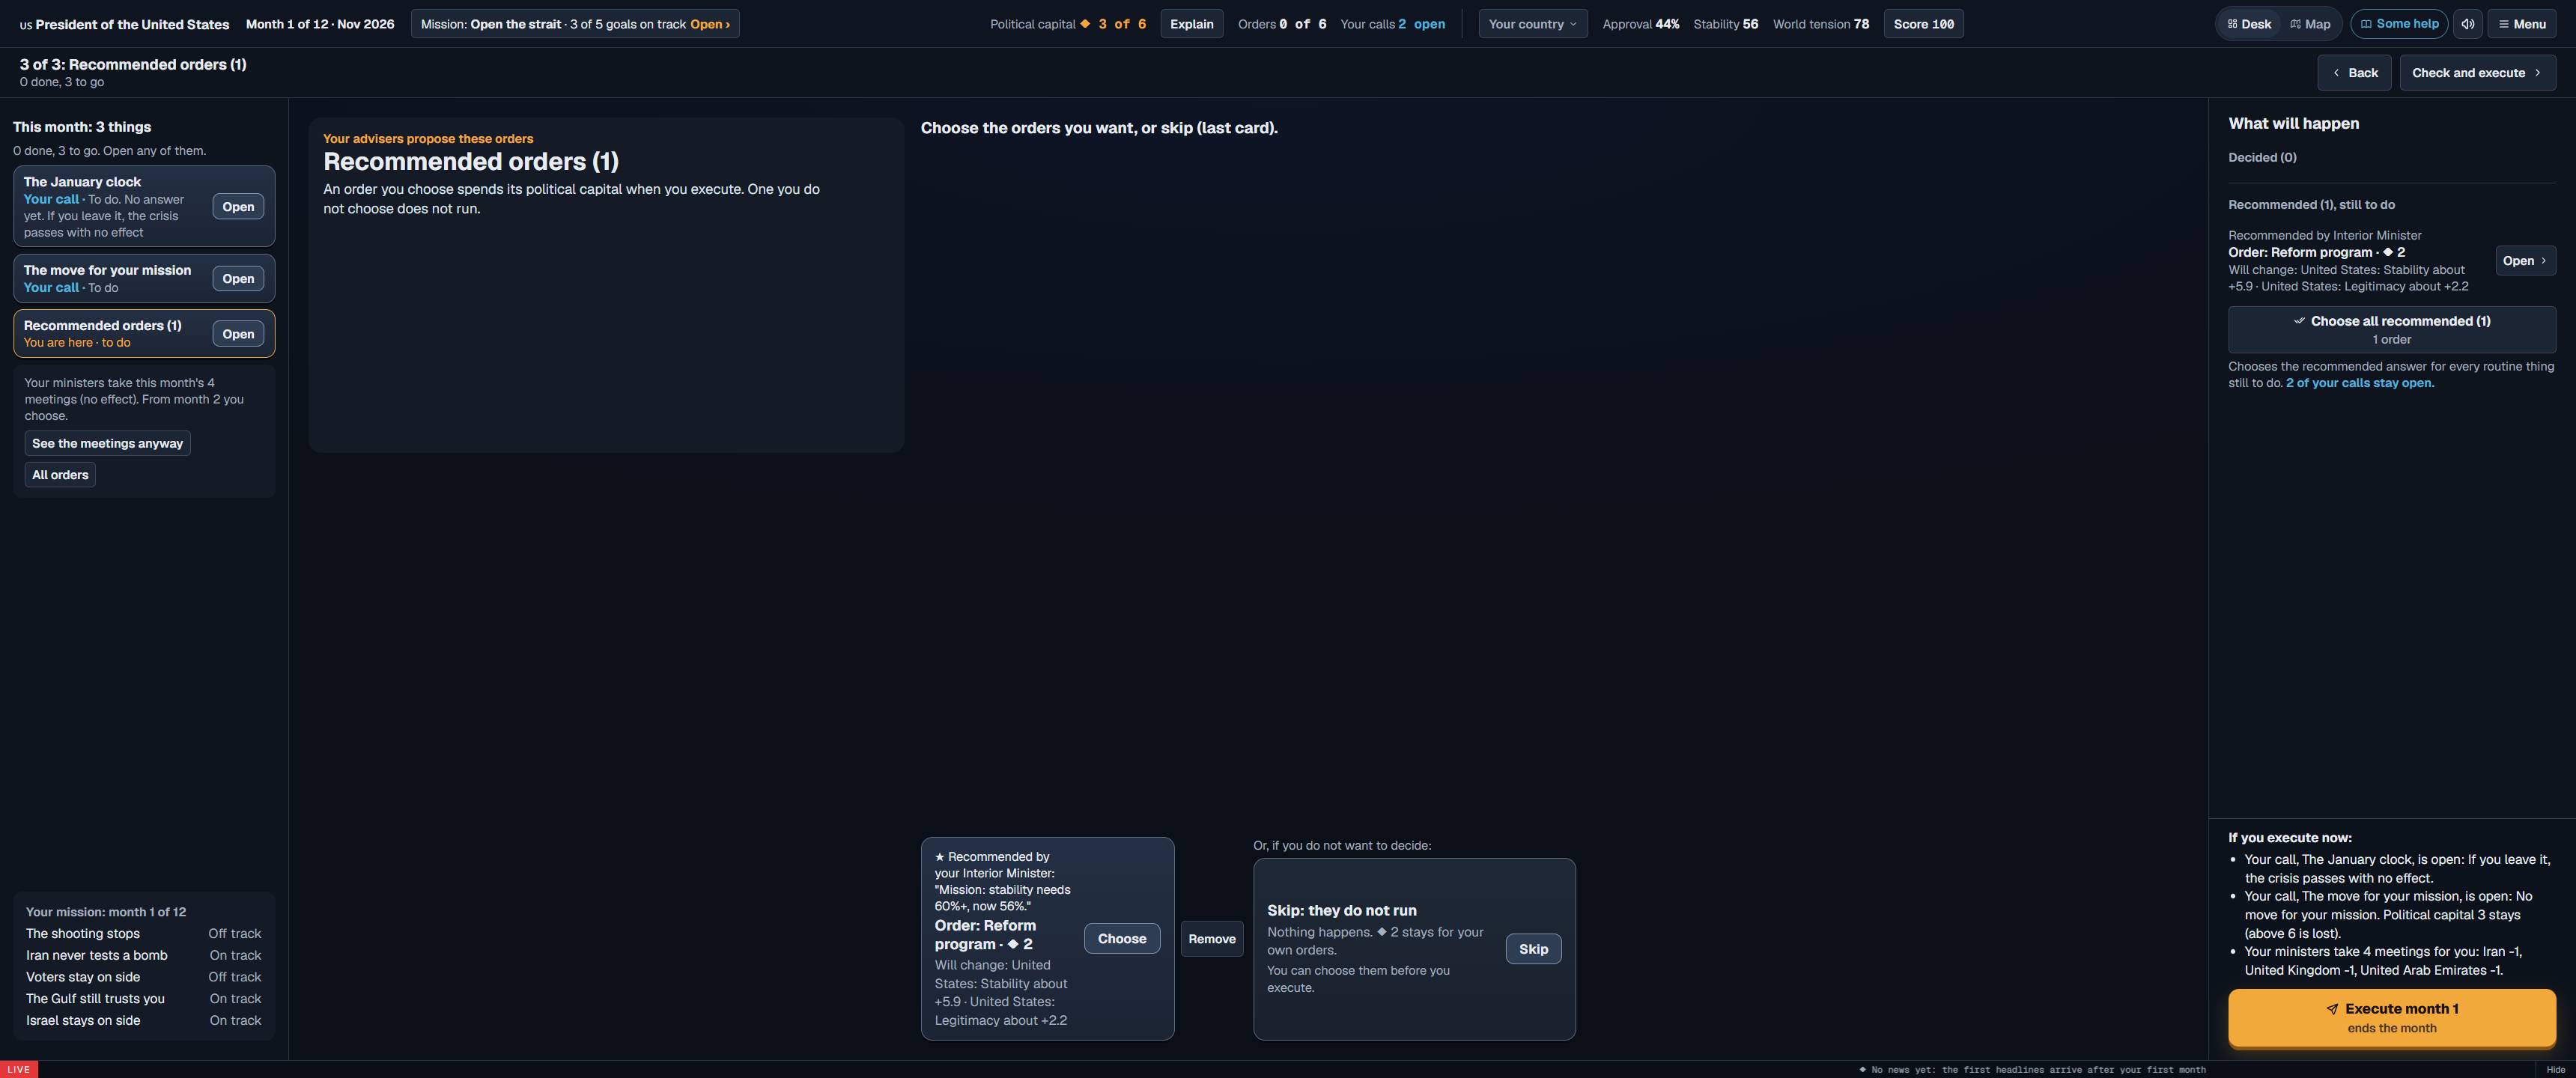 US President of the United States
Month 1 of 12 · Nov 2026
Mission: Open the strait · 3 of 5 goals on track Open ›
Political capital ◆ 3 of 6
Explain
Orders 0 of 6
Your calls 2 open
Your country
Approval 44%
Stability 56
World tension 78
Score 100
Desk
Map
Some help
Menu
3 of 3: Recommended orders (1)
0 done, 3 to go
Back
Check and execute
This month: 3 things
0 done, 3 to go. Open any of them.
The January clock
Your call · To do. No answer
yet. If you leave it, the crisis
passes with no effect
Open
The move for your mission
Your call · To do
Open
Recommended orders (1)
You are here · to do
Open
Your ministers take this month's 4
meetings (no effect). From month 2 you
choose.
See the meetings anyway
All orders
Your mission: month 1 of 12
The shooting stops Off track
Iran never tests a bomb On track
Voters stay on side Off track
The Gulf still trusts you On track
Israel stays on side On track
Your advisers propose these orders
Recommended orders (1)
An order you choose spends its political capital when you execute. One you do
not choose does not run.
Choose the orders you want, or skip (last card).
★ Recommended by
your Interior Minister:
"Mission: stability needs
60%+, now 56%."
Order: Reform
program · ◆ 2
Will change: United
States: Stability about
+5.9 · United States:
Legitimacy about +2.2
Choose
Remove
Or, if you do not want to decide:
Skip: they do not run
Nothing happens. ◆ 2 stays for your
own orders.
You can choose them before you
execute.
Skip
What will happen
Decided (0)
Recommended (1), still to do
Recommended by Interior Minister
Order: Reform program · ◆ 2
Will change: United States: Stability about
+5.9 · United States: Legitimacy about +2.2
Open ›
Choose all recommended (1)
1 order
Chooses the recommended answer for every routine thing
still to do. 2 of your calls stay open.
If you execute now:
• Your call, The January clock, is open: If you leave it,
the crisis passes with no effect.
• Your call, The move for your mission, is open: No
move for your mission. Political capital 3 stays
(above 6 is lost).
• Your ministers take 4 meetings for you: Iran -1,
United Kingdom -1, United Arab Emirates -1.
Execute month 1
ends the month
LIVE
◆ No news yet: the first headlines arrive after your first month
Hide